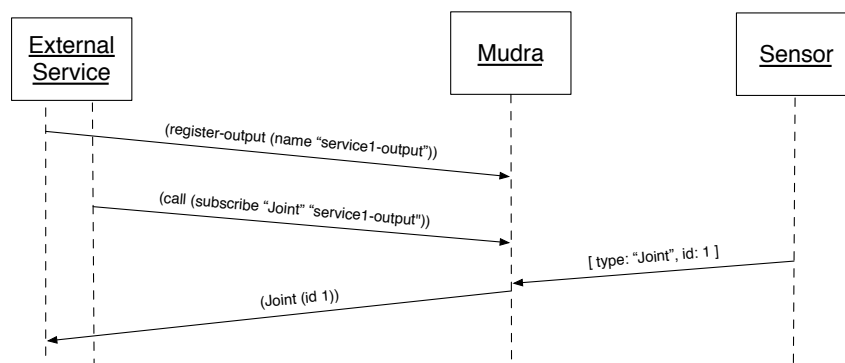 External
Service
Mudra
Sensor
(register-output (name “service1-output”))
(call (subscribe “Joint” “service1-output"))
[ type: “Joint”, id: 1 ]
(Joint (id 1))